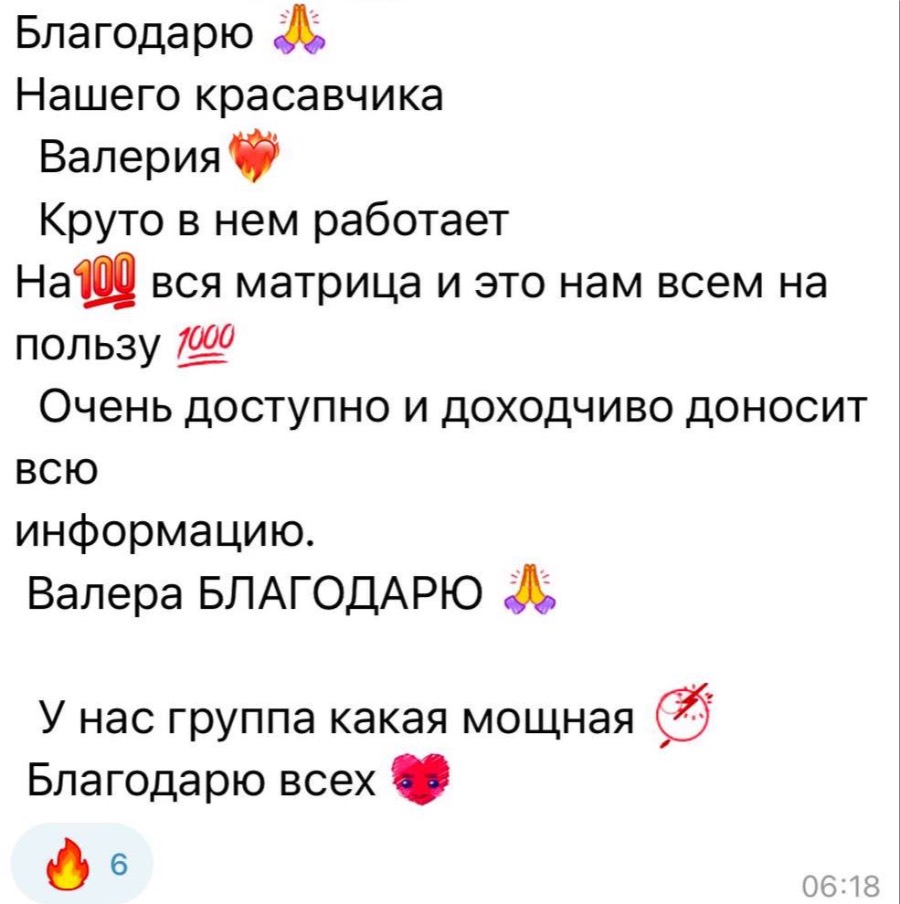 Благодарю 🙏
Нашего красавчика
Валерия❤️‍🔥
Круто в нем работает
На💯 вся матрица и это нам всем на
пользу 1000
Очень доступно и доходчиво доносит
всю
информацию.
Валера БЛАГОДАРЮ 🙏
У нас группа какая мощная
Благодарю всех
🔥 6
06:18